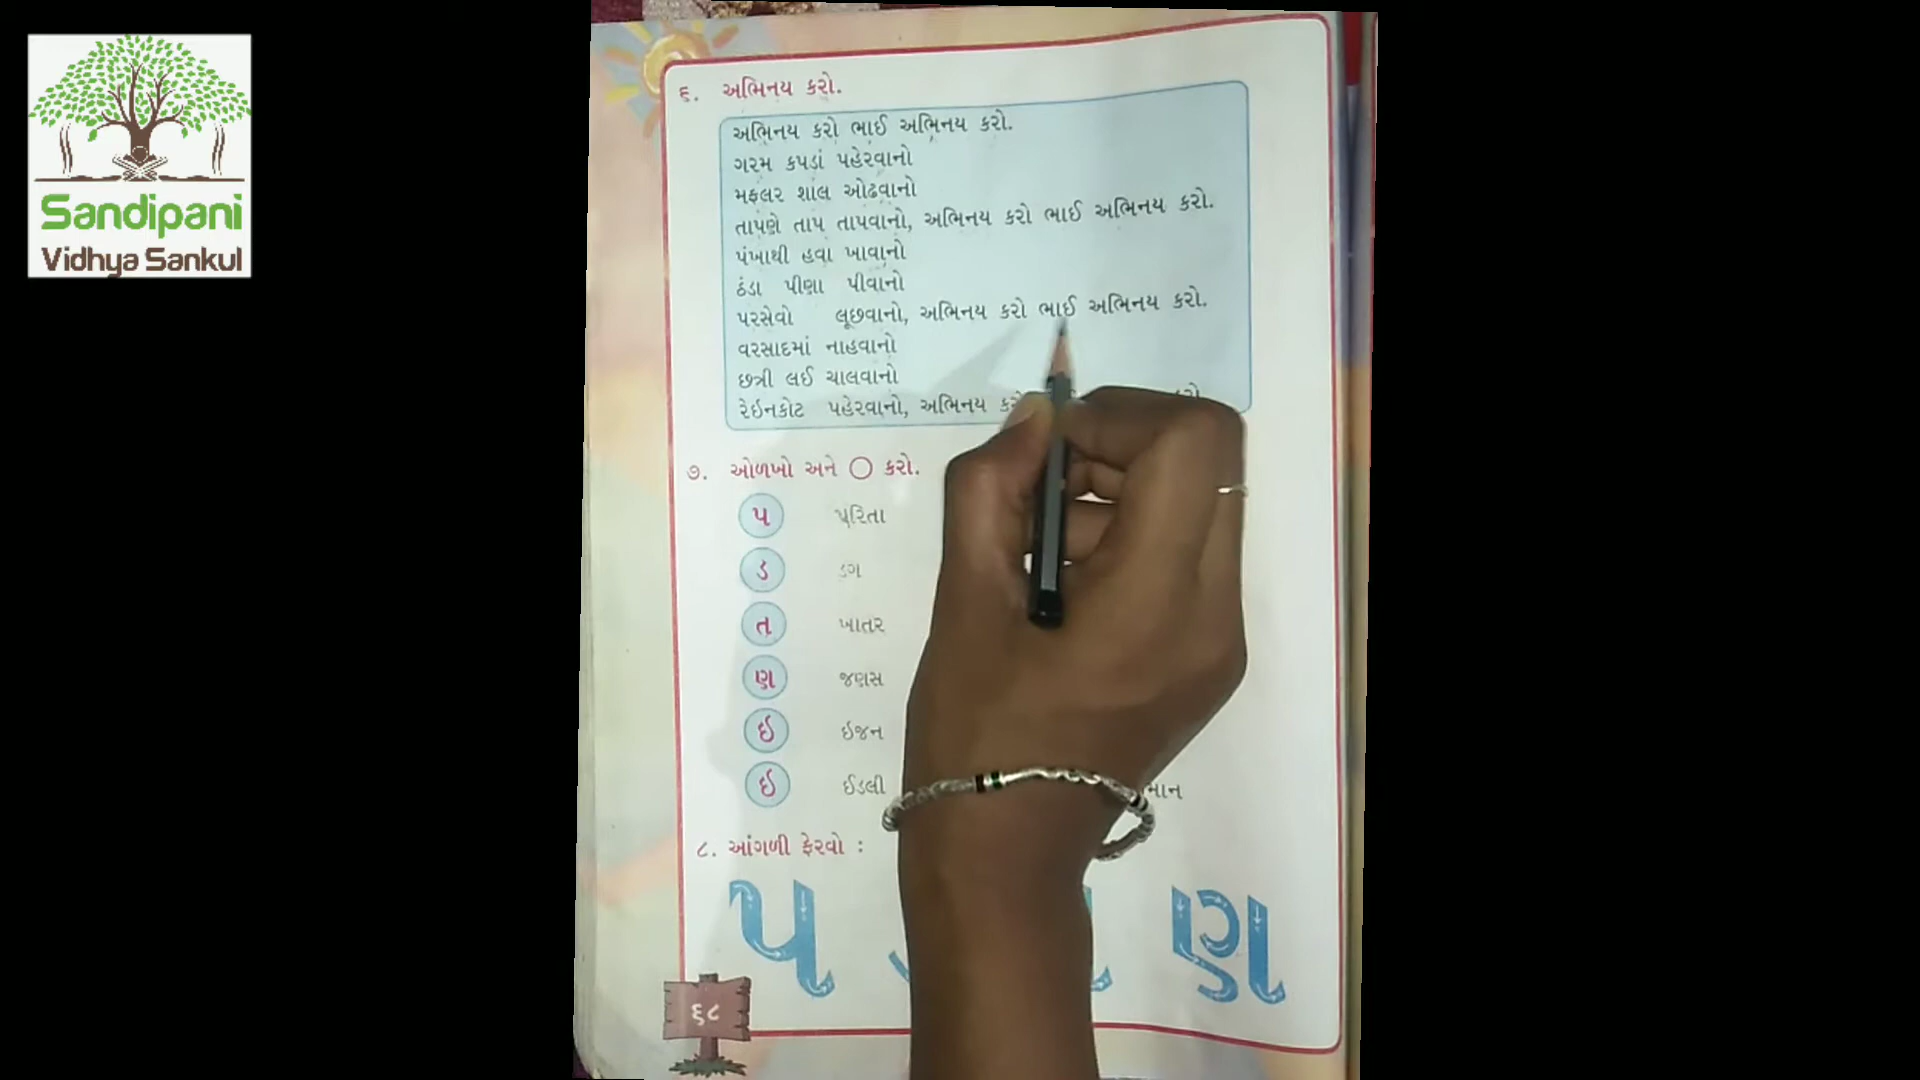 Sandipani
Vidhya Sankul
૬. અભિનય કરો.
અભિનય કરો ભાઈ અભિનય કરો.
ગરમ કપડાં પહેરવાનો
મફલર શાલ ઓઢવાનો
તાપણે તાપ તાપવાનો, અભિનય કરો ભાઈ અભિનય કરો.
પંખાથી હવા ખાવાનો
ઠંડા પીણા પીવાનો
પરસેવો લૂછવાનો, અભિનય કરો ભાઈ અભિનય કરો.
વરસાદમાં નાહવાનો
છત્રી લઈ ચાલવાનો
રેઇનકોટ પહેરવાનો, અભિનય
૭. ઓળખો અને ◯ કરો.
પ પરિતા
ડ ડગ
ત ખાતર
ણ જણસ
ઇ ઇજન
ઇ ઈડલી
૮. આંગળી ફેરવો :
પ ણ
૬૮